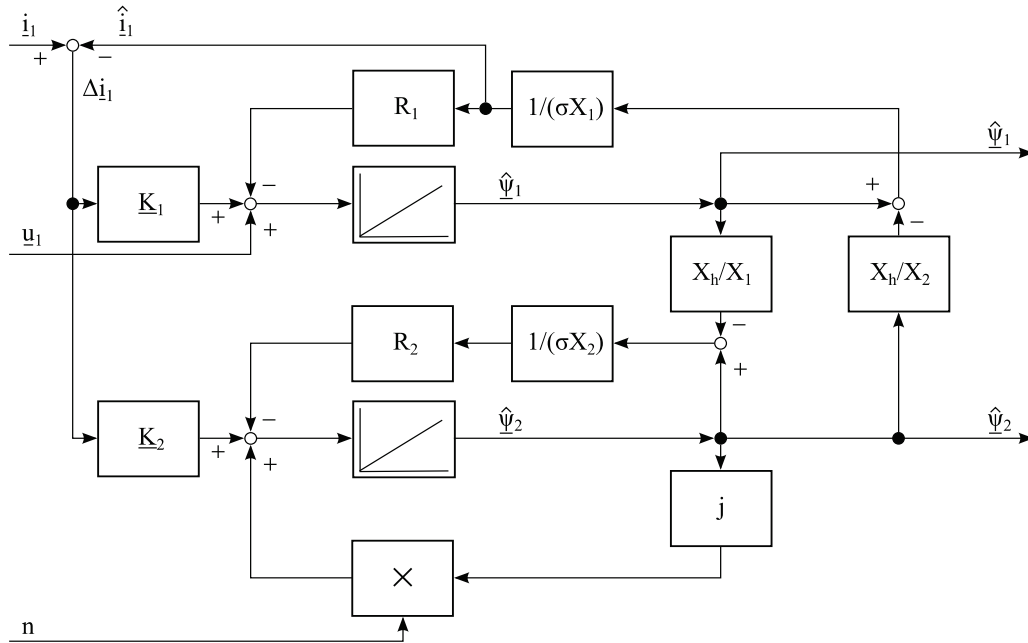 i̲₁
î̲₁
+
−
Δi̲₁
R₁
1/(σX₁)
ψ̲̂₁
−
+
K̲₁
+
+
ψ̲̂₁
−
u̲₁
X_h/X₁
X_h/X₂
−
R₂
1/(σX₂)
+
−
K̲₂
+
+
ψ̲̂₂
ψ̲̂₂
j
×
n